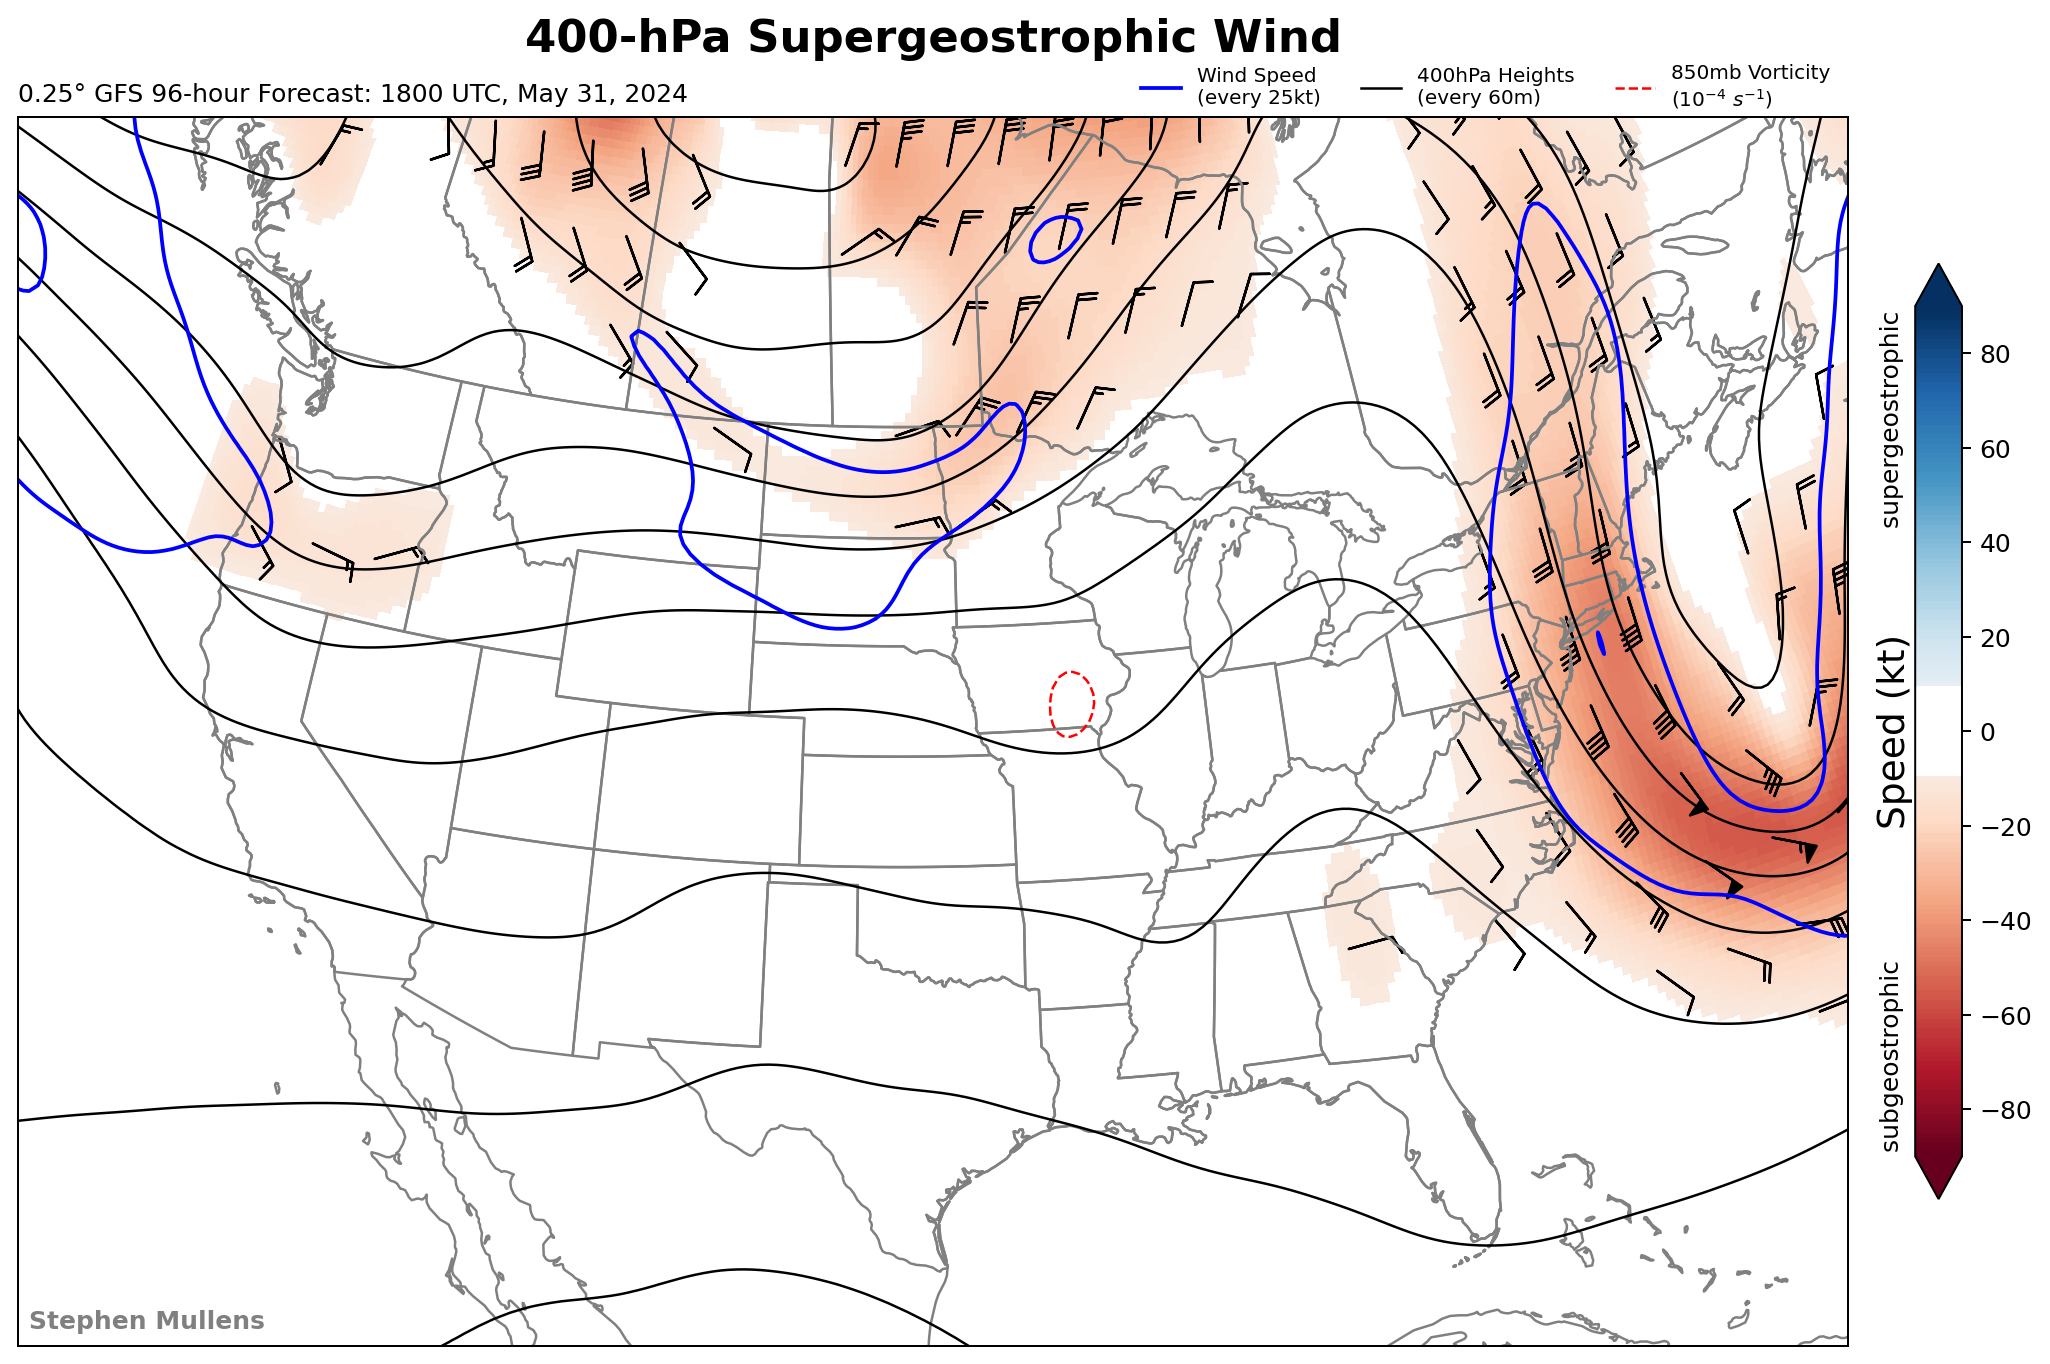 400-hPa Supergeostrophic Wind
0.25° GFS 96-hour Forecast: 1800 UTC, May 31, 2024
Wind Speed
(every 25kt)
400hPa Heights
(every 60m)
850mb Vorticity
(10⁻⁴ s⁻¹)
supergeostrophic
Speed (kt)
subgeostrophic
80
60
40
20
0
−20
−40
−60
−80
Stephen Mullens